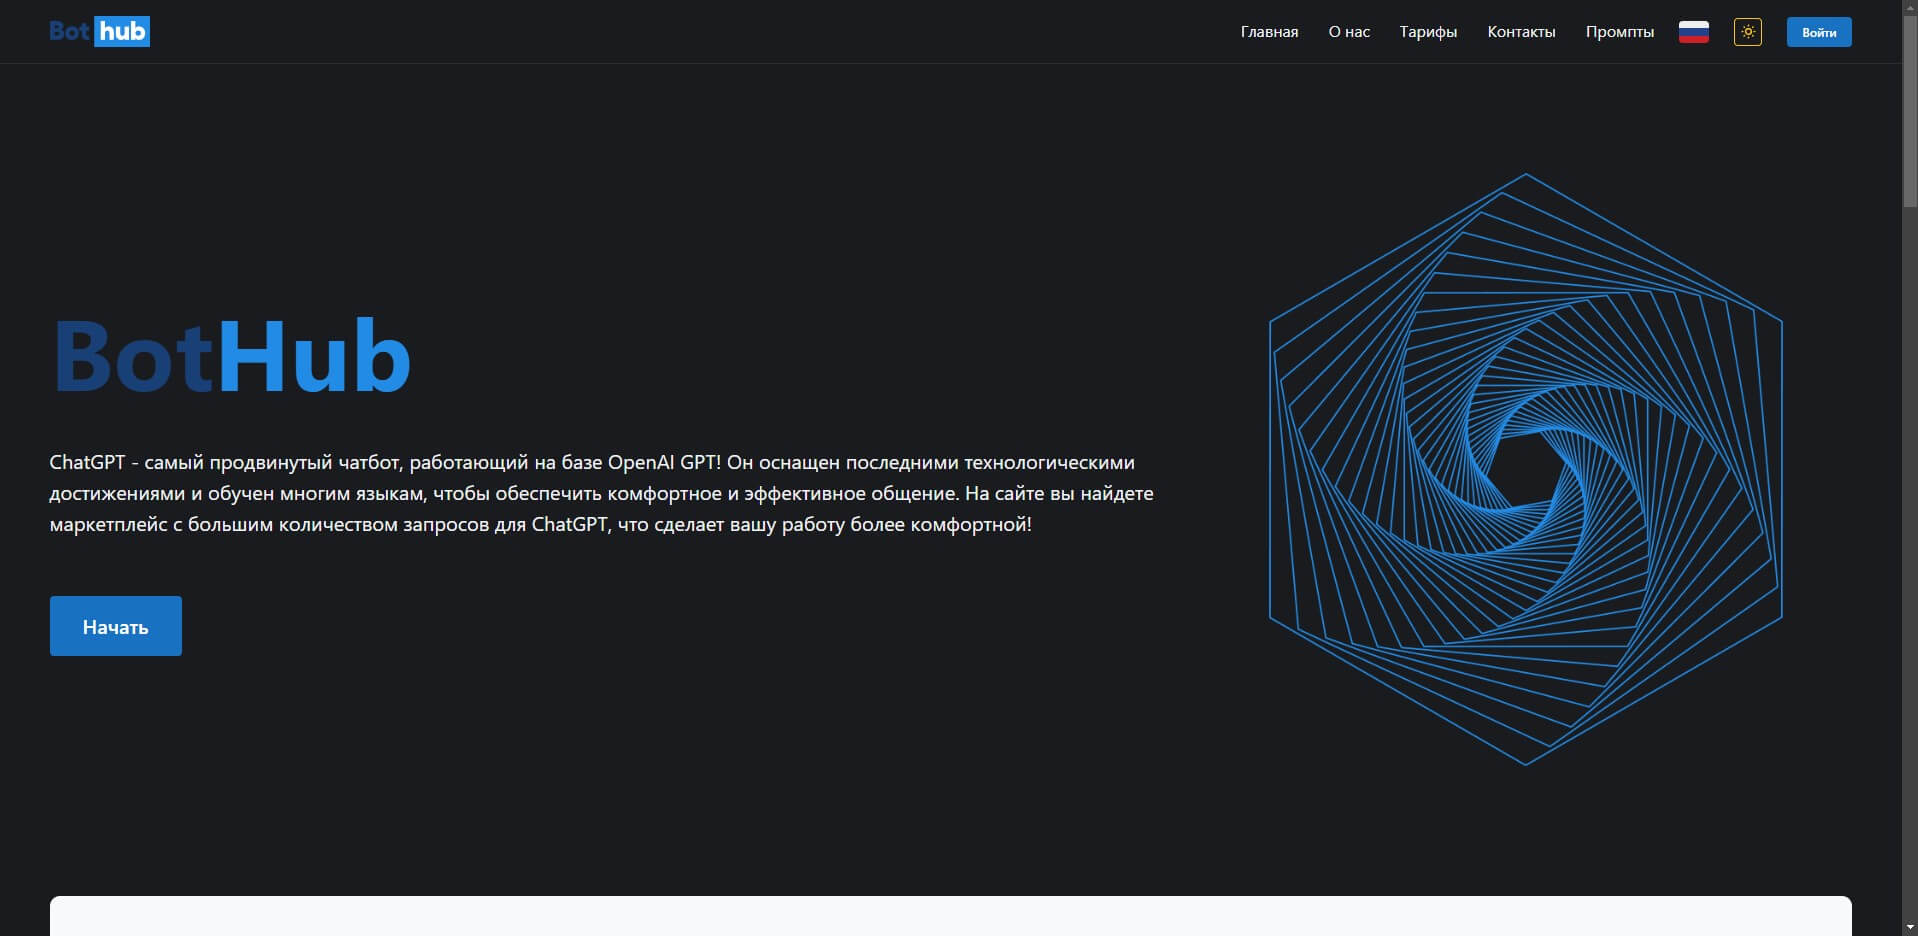 Bot hub
Главная
О нас
Тарифы
Контакты
Промпты
Войти
BotHub
ChatGPT - самый продвинутый чатбот, работающий на базе OpenAI GPT! Он оснащен последними технологическими
достижениями и обучен многим языкам, чтобы обеспечить комфортное и эффективное общение. На сайте вы найдете
маркетплейс с большим количеством запросов для ChatGPT, что сделает вашу работу более комфортной!
Начать